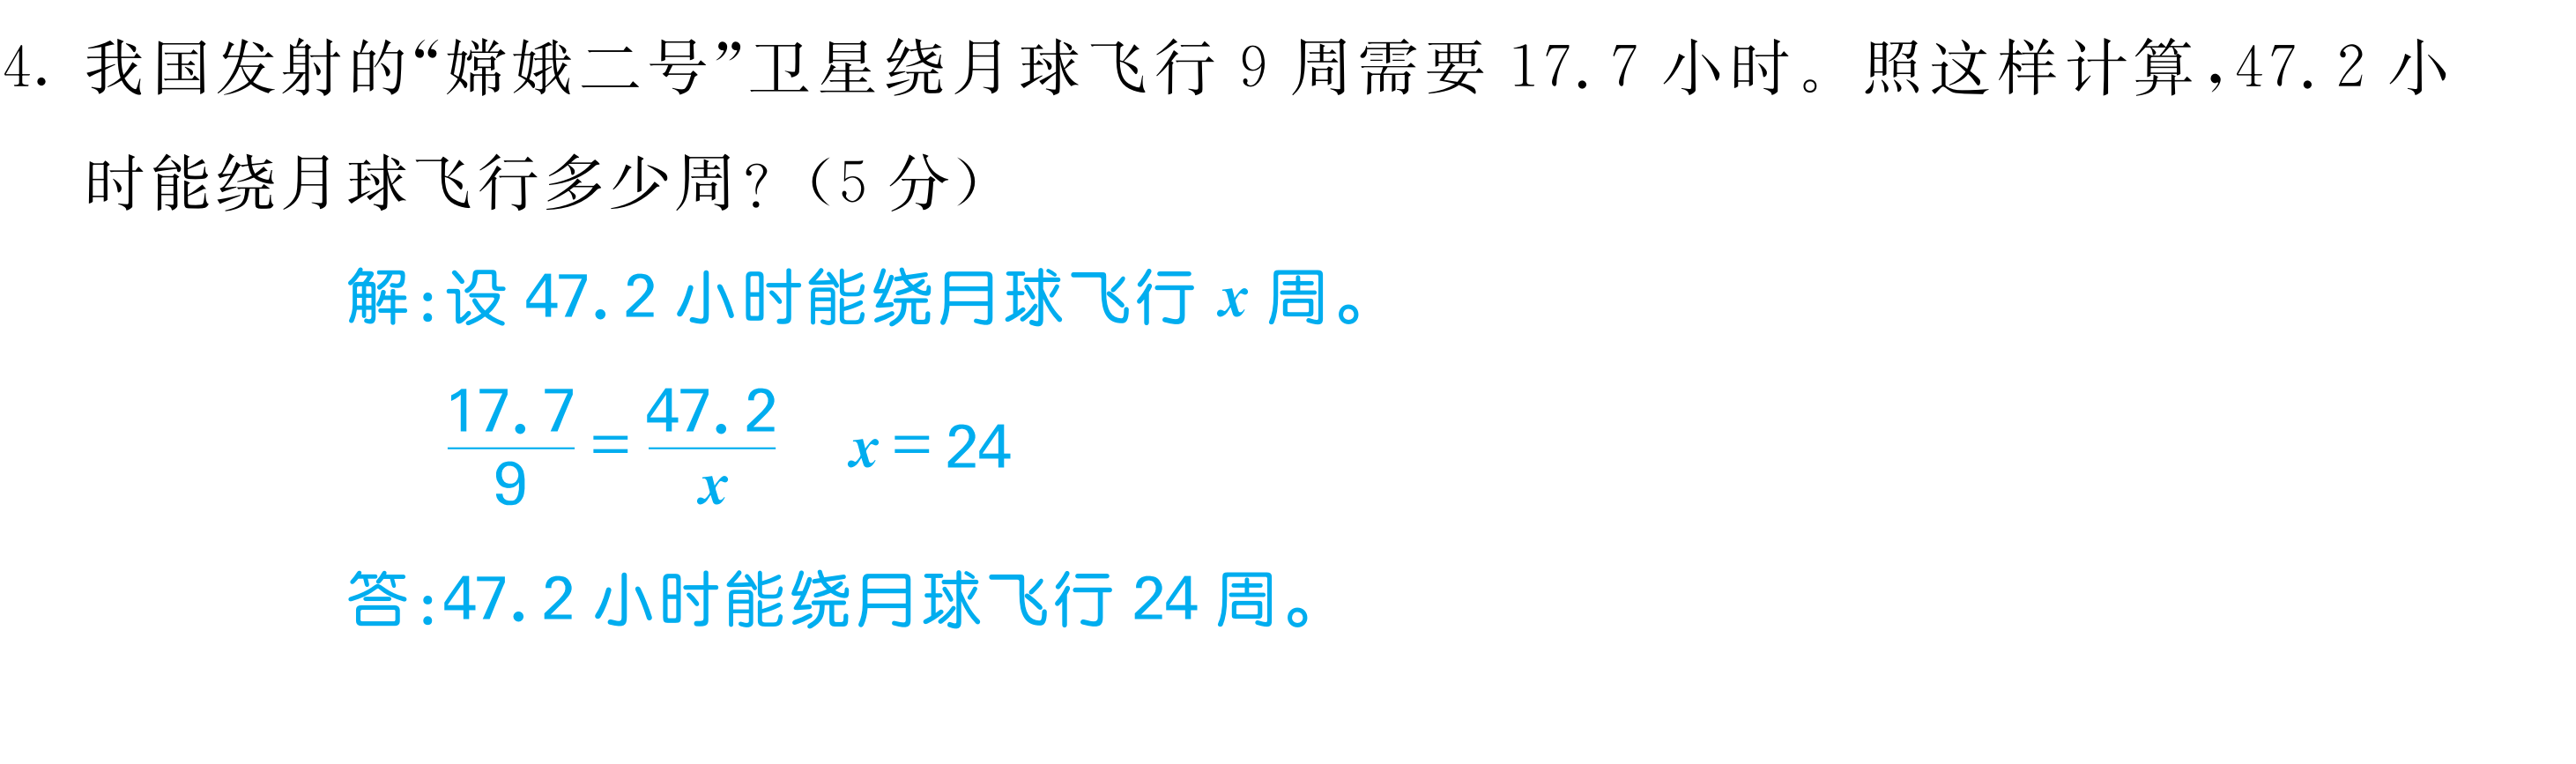 4. 我国发射的“嫦娥二号”卫星绕月球飞行 9 周需要 17.7 小时。照这样计算,47.2 小
时能绕月球飞行多少周?(5 分)
解:设 47.2 小时能绕月球飞行 x 周。
17.7/9 = 47.2/x x = 24
答:47.2 小时能绕月球飞行 24 周。